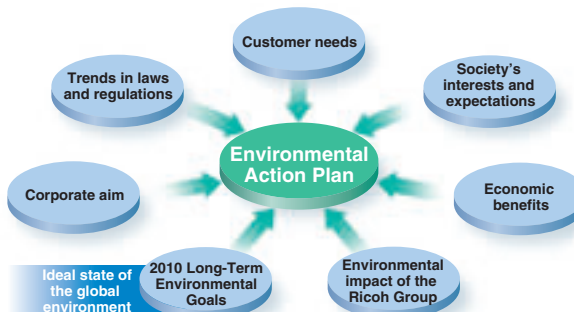 Customer needs
Trends in laws
and regulations
Society's
interests and
expectations
Environmental
Action Plan
Corporate aim
Economic
benefits
Ideal state of
the global
environment
2010 Long-Term
Environmental
Goals
Environmental
impact of the
Ricoh Group